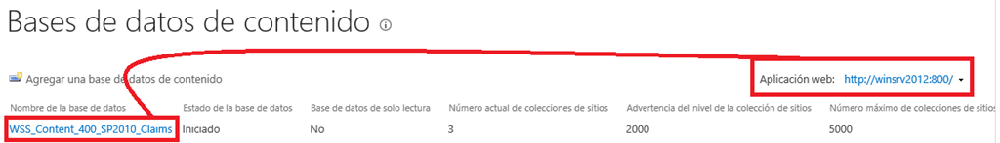 Bases de datos de contenido
Agregar una base de datos de contenido
Aplicación web: http://winsrv2012:800/
Nombre de la base de datos Estado de la base de datos Base de datos de solo lectura Número actual de colecciones de sitios Advertencia del nivel de la colección de sitios Número máximo de colecciones de sitios
WSS_Content_400_SP2010_Claims Iniciado No 3 2000 5000